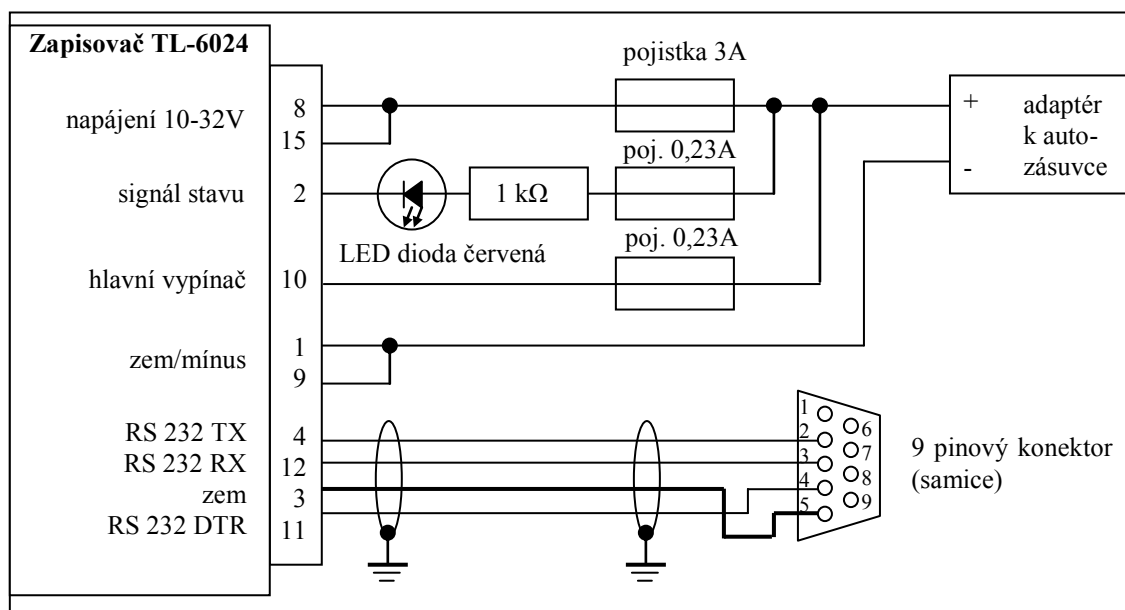 Zapisovač TL-6024
napájení 10-32V
8
15
signál stavu
2
hlavní vypínač
10
zem/mínus
1
9
RS 232 TX
4
RS 232 RX
12
zem
3
RS 232 DTR
11
pojistka 3A
poj. 0,23A
1 kΩ
LED dioda červená
poj. 0,23A
+
-
adaptér
k auto-
zásuvce
1
2
3
4
5
6
7
8
9
9 pinový konektor
(samice)